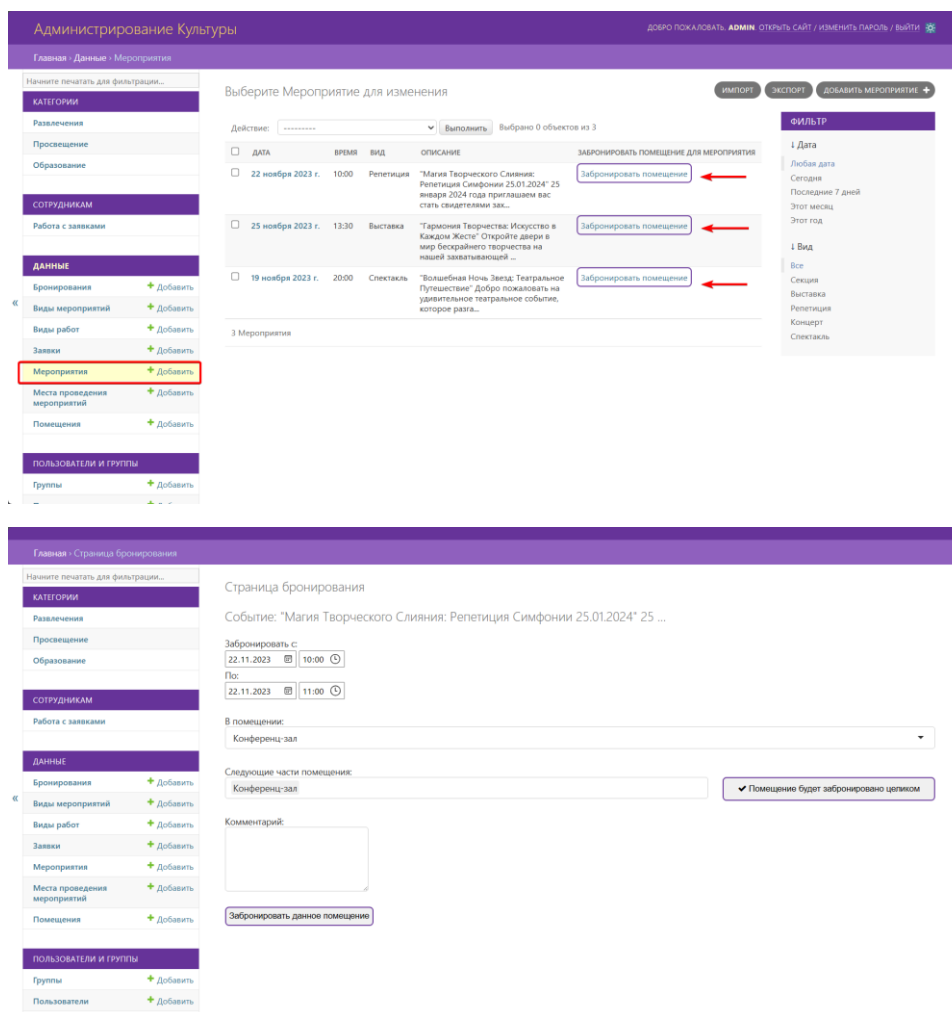 Администрирование Культуры
ДОБРО ПОЖАЛОВАТЬ, ADMIN. ОТКРЫТЬ САЙТ / ИЗМЕНИТЬ ПАРОЛЬ / ВЫЙТИ
Главная › Данные › Мероприятия
Начните печатать для фильтрации...
КАТЕГОРИИ
Развлечения
Просвещение
Образование
СОТРУДНИКАМ
Работа с заявками
ДАННЫЕ
Бронирования + Добавить
Виды мероприятий + Добавить
Виды работ + Добавить
Заявки + Добавить
Мероприятия + Добавить
Места проведения + Добавить
мероприятий
Помещения + Добавить
ПОЛЬЗОВАТЕЛИ И ГРУППЫ
Группы + Добавить
«
Выберите Мероприятие для изменения
ИМПОРТ ЭКСПОРТ ДОБАВИТЬ МЕРОПРИЯТИЕ +
Действие: --------- Выполнить Выбрано 0 объектов из 3
ДАТА ВРЕМЯ ВИД ОПИСАНИЕ ЗАБРОНИРОВАТЬ ПОМЕЩЕНИЕ ДЛЯ МЕРОПРИЯТИЯ
22 ноября 2023 г. 10:00 Репетиция "Магия Творческого Слияния: Забронировать помещение
Репетиция Симфонии 25.01.2024" 25
января 2024 года приглашаем вас
стать свидетелями зах...
25 ноября 2023 г. 13:30 Выставка "Гармония Творчества: Искусство в Забронировать помещение
Каждом Жесте" Откройте двери в
мир бескрайнего творчества на
нашей захватывающей ...
19 ноября 2023 г. 20:00 Спектакль "Волшебная Ночь Звезд: Театральное Забронировать помещение
Путешествие" Добро пожаловать на
удивительное театральное событие,
которое разга...
3 Мероприятия
ФИЛЬТР
↓ Дата
Любая дата
Сегодня
Последние 7 дней
Этот месяц
Этот год
↓ Вид
Все
Секция
Выставка
Репетиция
Концерт
Спектакль
Главная › Страница бронирования
Начните печатать для фильтрации...
КАТЕГОРИИ
Развлечения
Просвещение
Образование
СОТРУДНИКАМ
Работа с заявками
ДАННЫЕ
Бронирования + Добавить
Виды мероприятий + Добавить
Виды работ + Добавить
Заявки + Добавить
Мероприятия + Добавить
Места проведения + Добавить
мероприятий
Помещения + Добавить
ПОЛЬЗОВАТЕЛИ И ГРУППЫ
Группы + Добавить
Пользователи + Добавить
«
Страница бронирования
Событие: "Магия Творческого Слияния: Репетиция Симфонии 25.01.2024" 25 ...
Забронировать с:
22.11.2023 10:00
По:
22.11.2023 11:00
В помещении:
Конференц-зал
Следующие части помещения:
Конференц-зал ✔ Помещение будет забронировано целиком
Комментарий:
Забронировать данное помещение